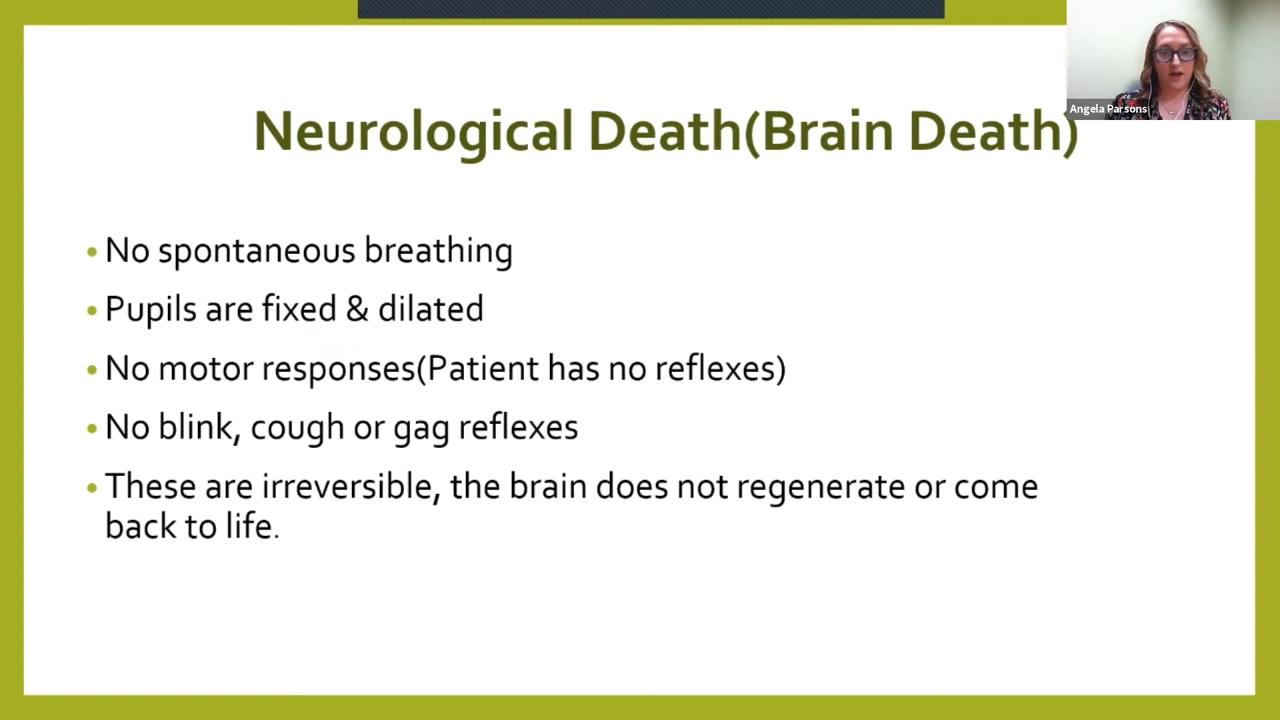 Angela Parsons
Neurological Death(Brain Death)
• No spontaneous breathing
• Pupils are fixed & dilated
• No motor responses(Patient has no reflexes)
• No blink, cough or gag reflexes
• These are irreversible, the brain does not regenerate or come
back to life.